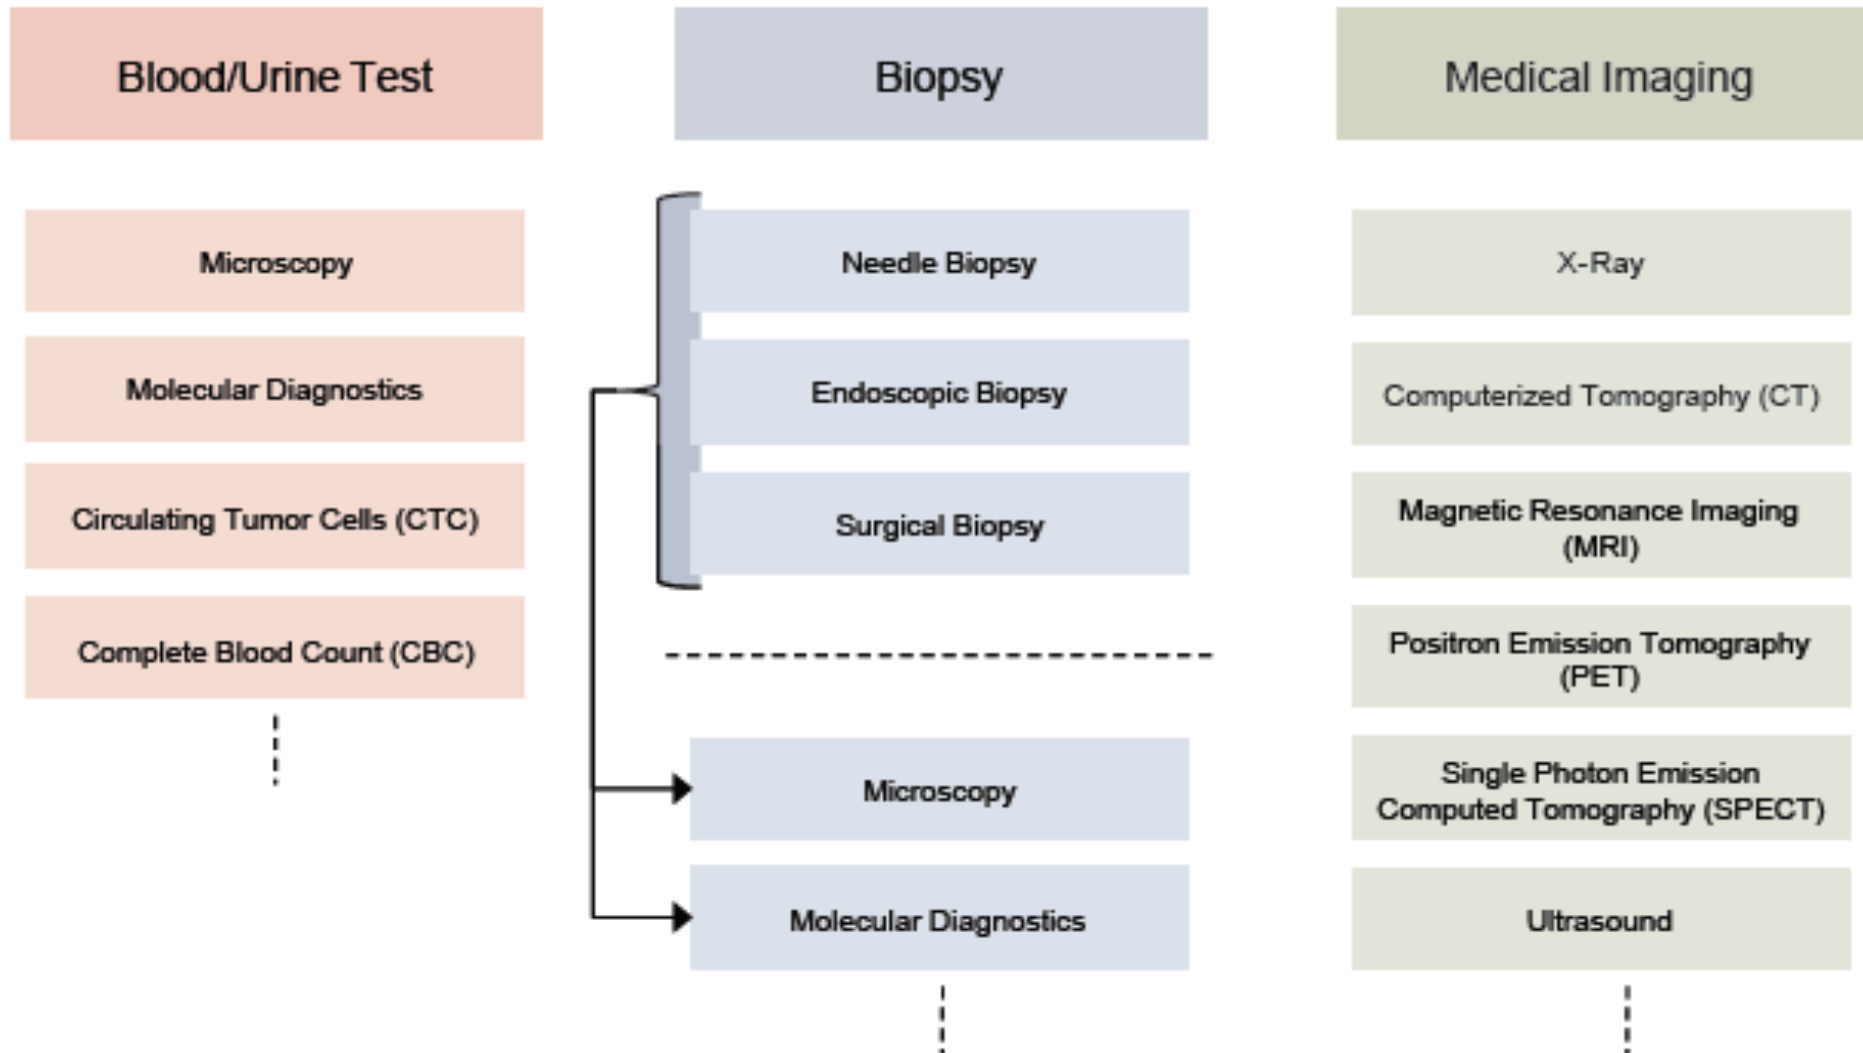 Blood/Urine Test
Microscopy
Molecular Diagnostics
Circulating Tumor Cells (CTC)
Complete Blood Count (CBC)
Biopsy
Needle Biopsy
Endoscopic Biopsy
Surgical Biopsy
Microscopy
Molecular Diagnostics
Medical Imaging
X-Ray
Computerized Tomography (CT)
Magnetic Resonance Imaging
(MRI)
Positron Emission Tomography
(PET)
Single Photon Emission
Computed Tomography (SPECT)
Ultrasound